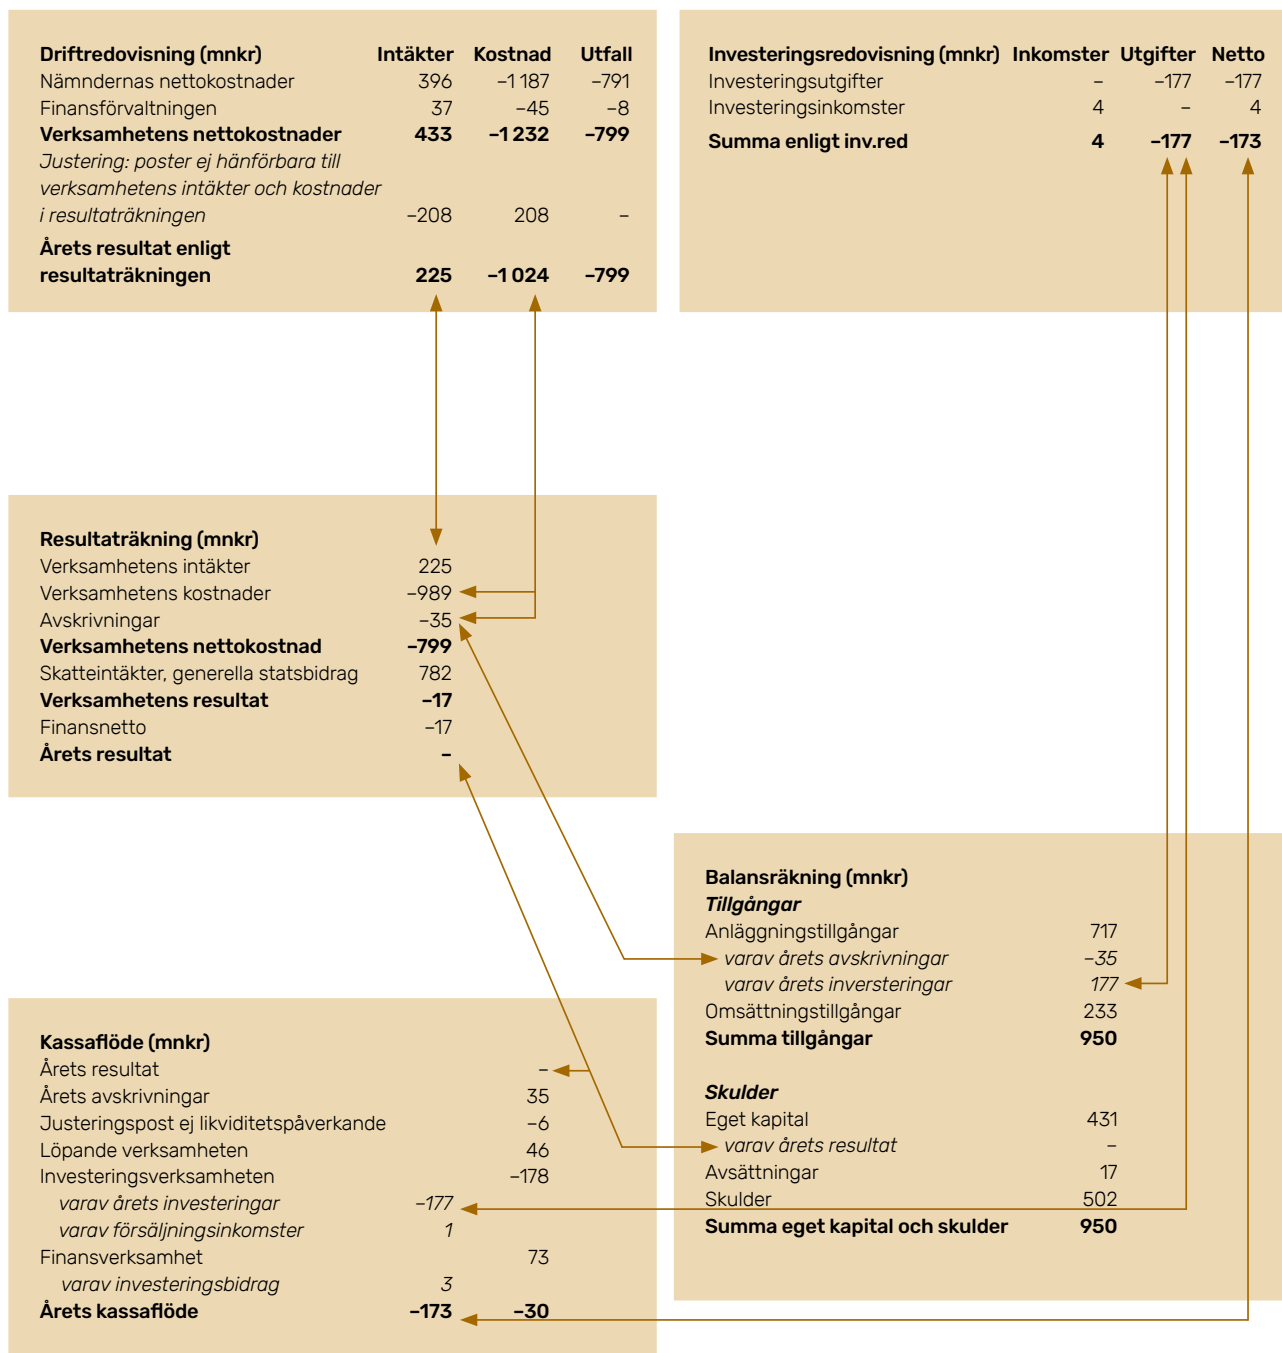 Driftredovisning (mnkr) Intäkter Kostnad Utfall
Nämndernas nettokostnader 396 –1 187 –791
Finansförvaltningen 37 –45 –8
Verksamhetens nettokostnader 433 –1 232 –799
Justering: poster ej hänförbara till
verksamhetens intäkter och kostnader
i resultaträkningen –208 208 –
Årets resultat enligt
resultaträkningen 225 –1 024 –799
Investeringsredovisning (mnkr) Inkomster Utgifter Netto
Investeringsutgifter – –177 –177
Investeringsinkomster 4 – 4
Summa enligt inv.red 4 –177 –173
Resultaträkning (mnkr)
Verksamhetens intäkter 225
Verksamhetens kostnader –989
Avskrivningar –35
Verksamhetens nettokostnad –799
Skatteintäkter, generella statsbidrag 782
Verksamhetens resultat –17
Finansnetto –17
Årets resultat –
Balansräkning (mnkr)
Tillgångar
Anläggningstillgångar 717
varav årets avskrivningar –35
varav årets inversteringar 177
Omsättningstillgångar 233
Summa tillgångar 950
Skulder
Eget kapital 431
varav årets resultat –
Avsättningar 17
Skulder 502
Summa eget kapital och skulder 950
Kassaflöde (mnkr)
Årets resultat –
Årets avskrivningar 35
Justeringspost ej likviditetspåverkande –6
Löpande verksamheten 46
Investeringsverksamheten –178
varav årets investeringar –177
varav försäljningsinkomster 1
Finansverksamhet 73
varav investeringsbidrag 3
Årets kassaflöde –173 –30